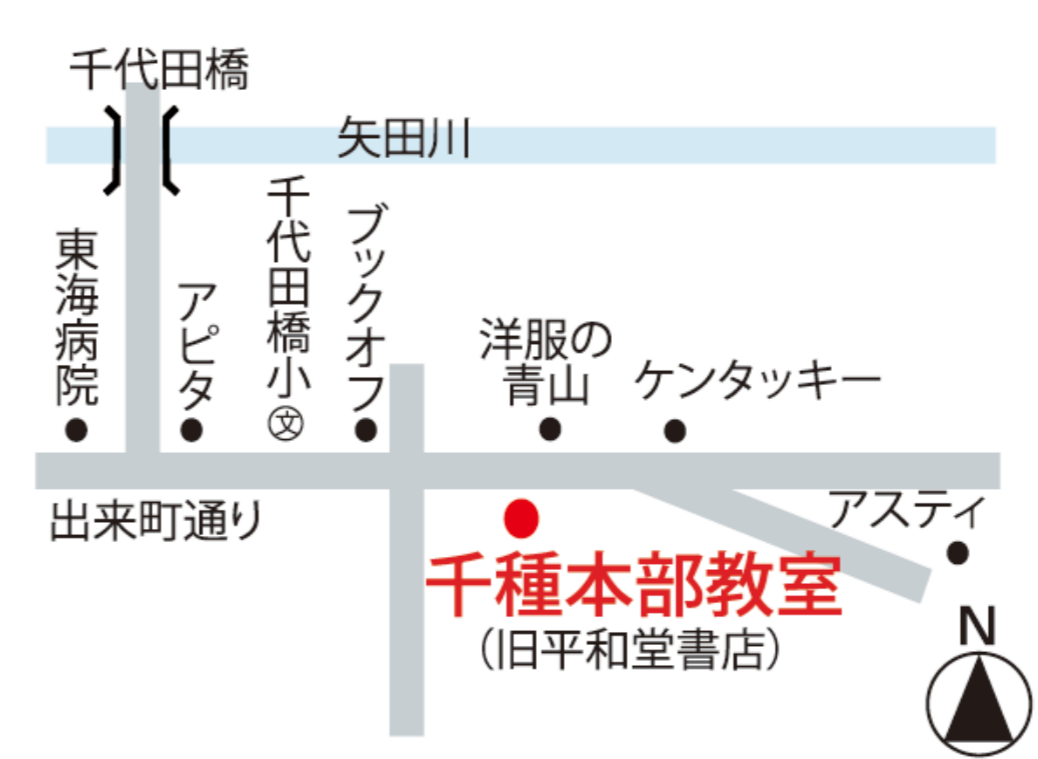 千代田橋
矢田川
東海病院
アピタ
千代田橋小
文
ブックオフ
洋服の
青山
ケンタッキー
出来町通り
アスティ
千種本部教室
（旧平和堂書店）
N